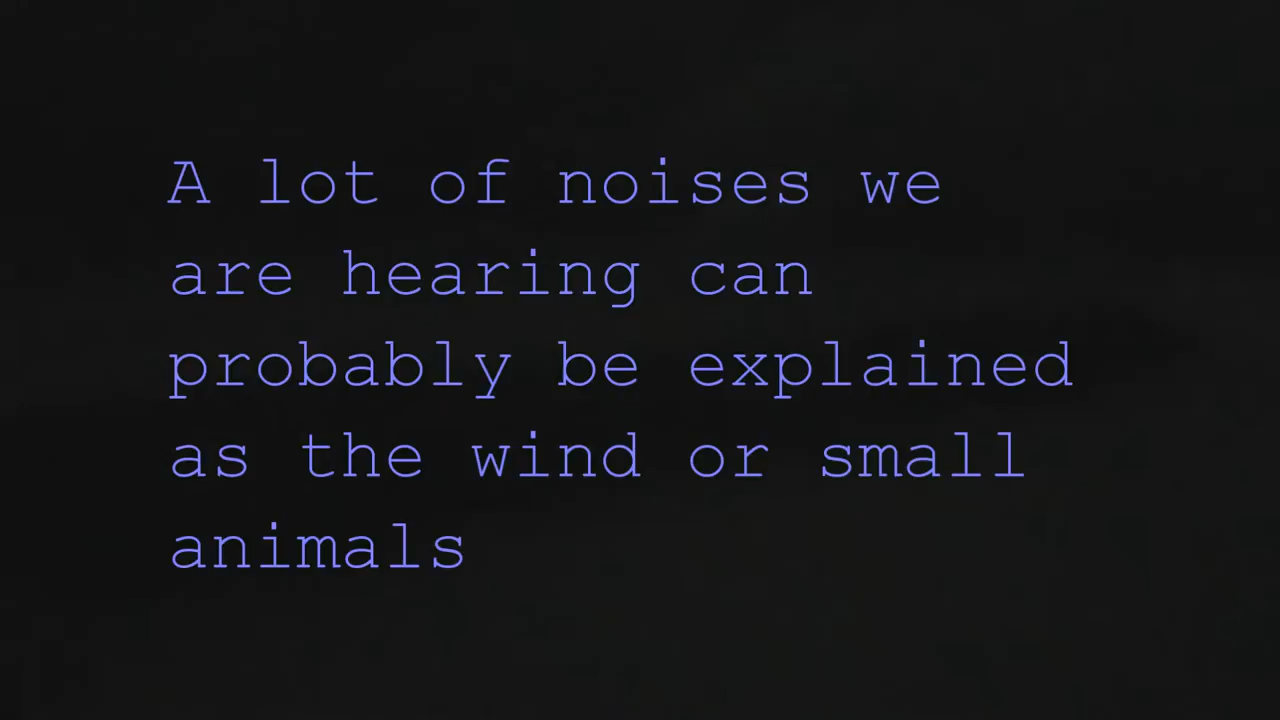 A lot of noises we
are hearing can
probably be explained
as the wind or small
animals